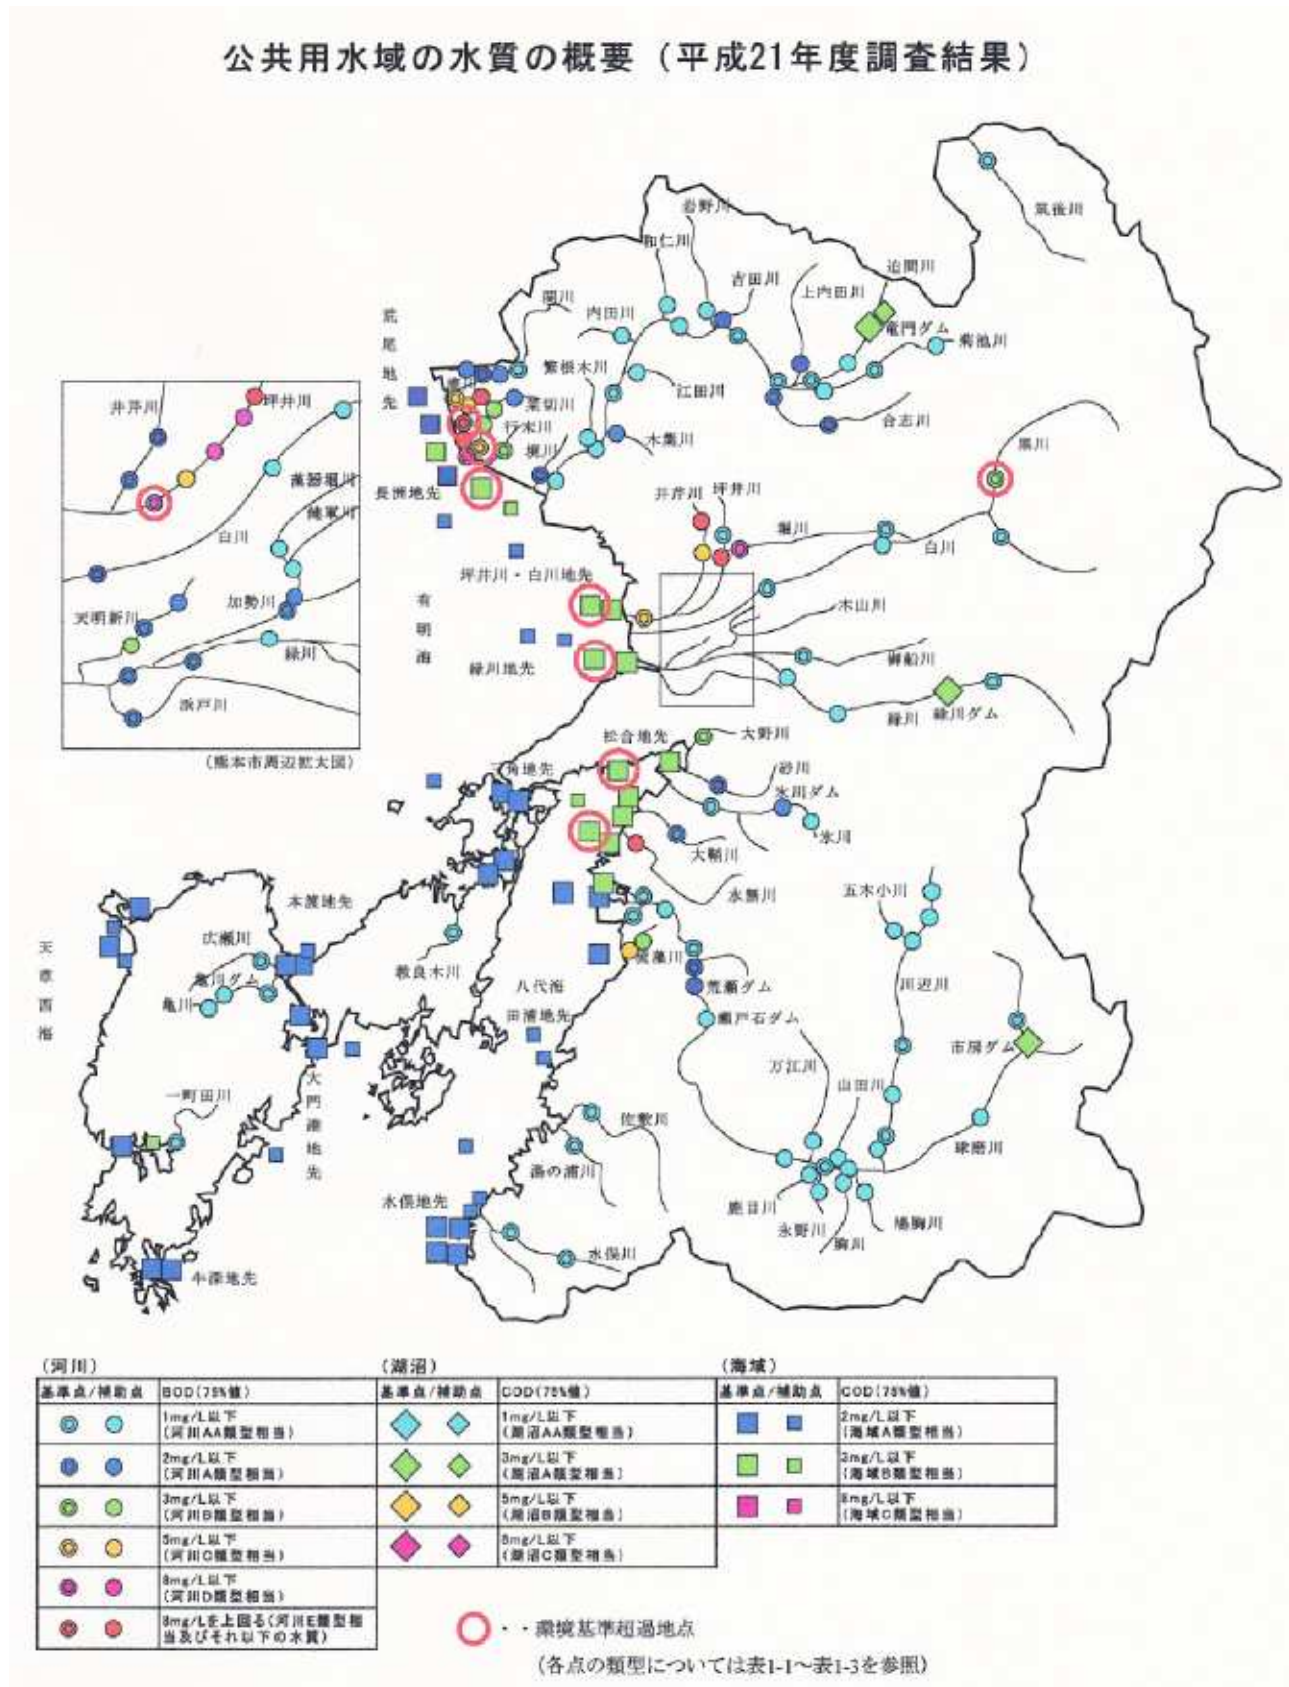 公共用水域の水質の概要（平成21年度調査結果）
筑後川
岩野川
和仁川
吉田川
上内田川
迫間川
竜門ダム
菊池川
関川
内田川
繁根木川
江田川
合志川
荒尾地先
菜切川
行末川
堀川
木葉川
長洲地先
黒川
井芹川
坪井川
堀川
白川
坪井川・白川地先
有明海
木山川
緑川地先
御船川
緑川
緑川ダム
井芹川
坪井川
白川
健軍川
天明新川
加勢川
緑川
浜戸川
（熊本市周辺拡大図）
松合地先
大野川
三角地先
砂川
氷川ダム
氷川
大鞘川
水無川
五木小川
本渡地先
広瀬川
亀川ダム
亀川
天草西海
教良木川
八代海
田浦地先
荒瀬ダム
瀬戸石ダム
川辺川
市房ダム
万江川
山田川
球磨川
一町田川
大門港地先
佐敷川
湯の浦川
水俣地先
水俣川
鹿目川
永野川
胸川
鳩胸川
牛深地先
（河川）
基準点/補助点 BOD(75%値)
1mg/L以下
（河川AA類型相当）
2mg/L以下
（河川A類型相当）
3mg/L以下
（河川B類型相当）
5mg/L以下
（河川C類型相当）
8mg/L以下
（河川D類型相当）
8mg/Lを上回る（河川E類型相
当及びそれ以下の水質）
（湖沼）
基準点/補助点 COD(75%値)
1mg/L以下
（湖沼AA類型相当）
3mg/L以下
（湖沼A類型相当）
5mg/L以下
（湖沼B類型相当）
8mg/L以下
（湖沼C類型相当）
（海域）
基準点/補助点 COD(75%値)
2mg/L以下
（海域A類型相当）
3mg/L以下
（海域B類型相当）
8mg/L以下
（海域C類型相当）
・・環境基準超過地点
（各点の類型については表1-1～表1-3を参照）